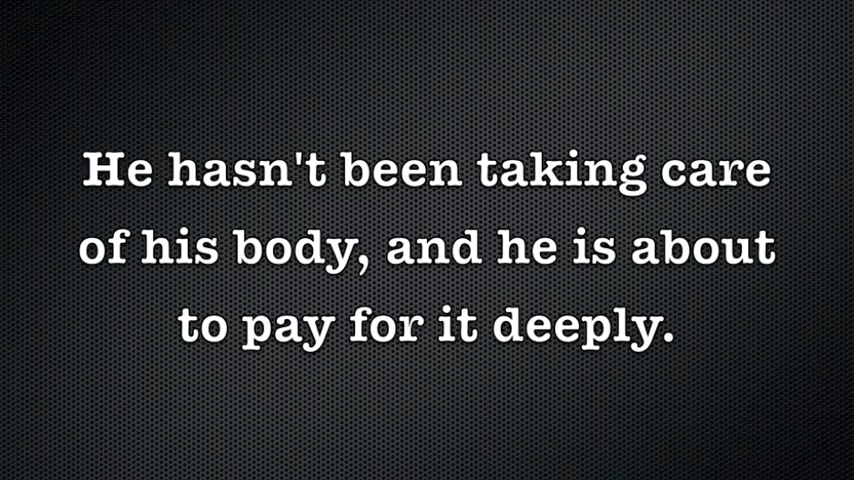 He hasn't been taking care
of his body, and he is about
to pay for it deeply.